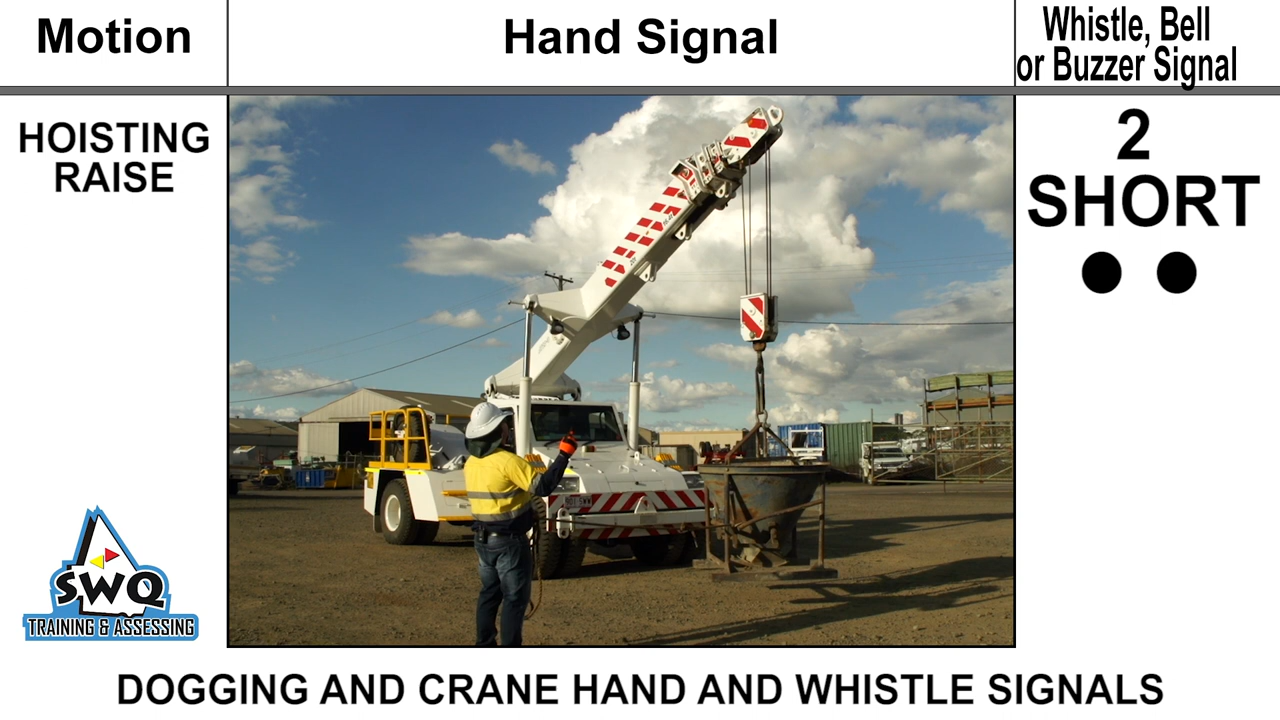 Motion
Hand Signal
Whistle, Bell
or Buzzer Signal
HOISTING
RAISE
2
SHORT
SWQ
TRAINING & ASSESSING
DOGGING AND CRANE HAND AND WHISTLE SIGNALS